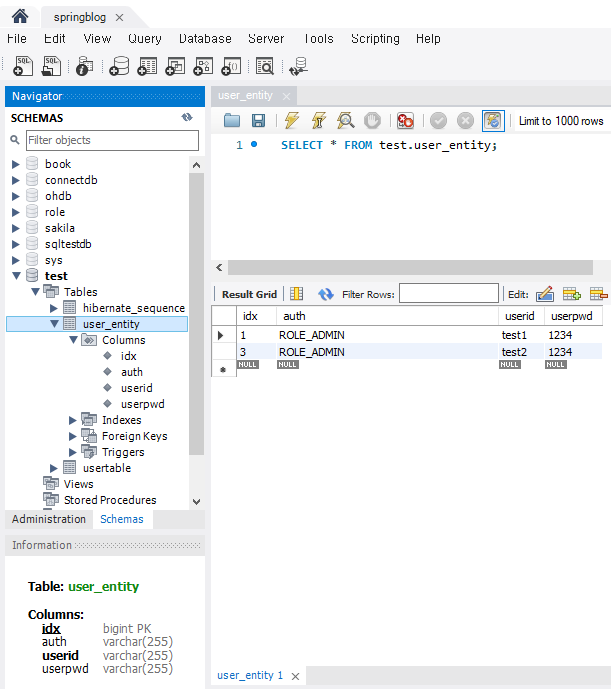 springblog
File Edit View Query Database Server Tools Scripting Help
Navigator
SCHEMAS
Filter objects
book
connectdb
ohdb
role
sakila
sqltestdb
sys
test
Tables
hibernate_sequence
user_entity
Columns
idx
auth
userid
userpwd
Indexes
Foreign Keys
Triggers
usertable
Views
Stored Procedures
Administration Schemas
Information
Table: user_entity
Columns:
idx bigint PK
auth varchar(255)
userid varchar(255)
userpwd varchar(255)
user_entity
Limit to 1000 rows
1 SELECT * FROM test.user_entity;
Result Grid Filter Rows: Edit:
idx auth userid userpwd
1 ROLE_ADMIN test1 1234
3 ROLE_ADMIN test2 1234
NULL NULL NULL NULL
user_entity 1